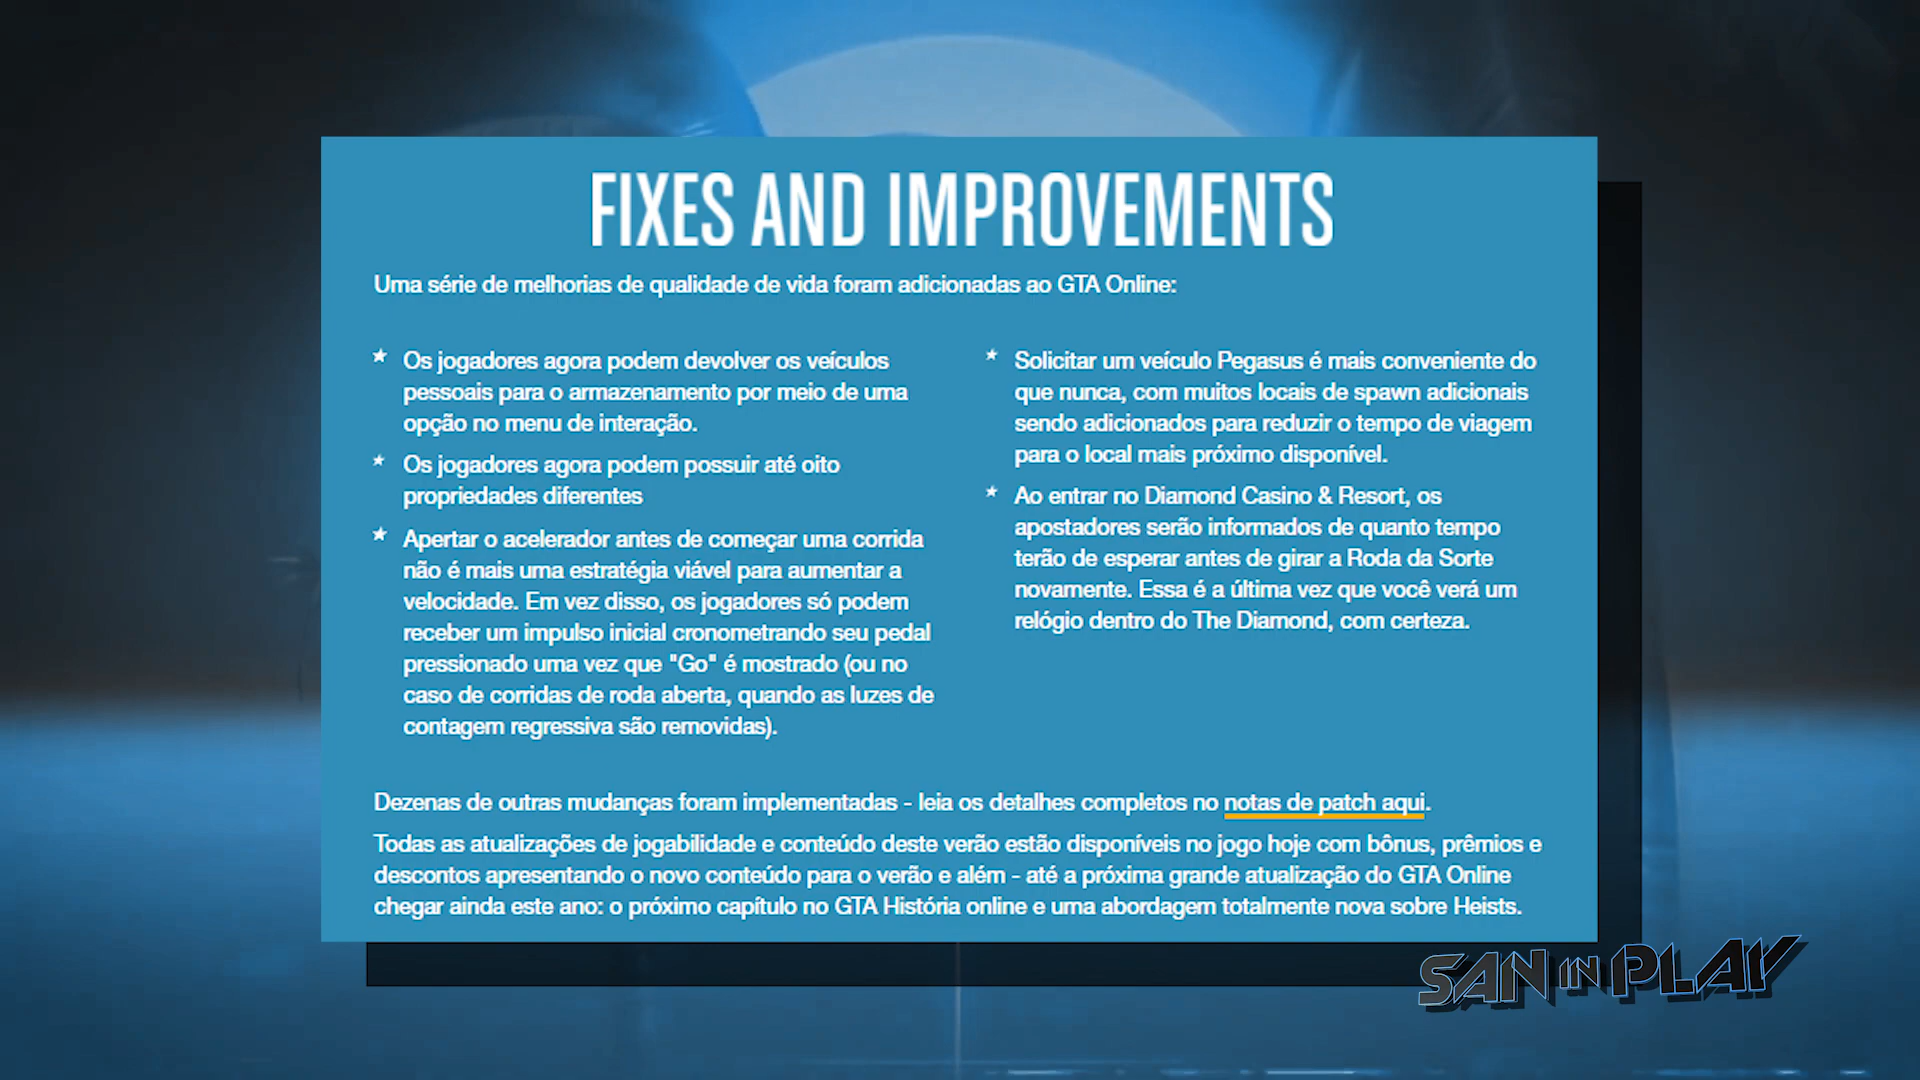 FIXES AND IMPROVEMENTS
Uma série de melhorias de qualidade de vida foram adicionadas ao GTA Online:
Os jogadores agora podem devolver os veículos
pessoais para o armazenamento por meio de uma
opção no menu de interação.
Os jogadores agora podem possuir até oito
propriedades diferentes
Apertar o acelerador antes de começar uma corrida
não é mais uma estratégia viável para aumentar a
velocidade. Em vez disso, os jogadores só podem
receber um impulso inicial cronometrando seu pedal
pressionado uma vez que "Go" é mostrado (ou no
caso de corridas de roda aberta, quando as luzes de
contagem regressiva são removidas).
Solicitar um veículo Pegasus é mais conveniente do
que nunca, com muitos locais de spawn adicionais
sendo adicionados para reduzir o tempo de viagem
para o local mais próximo disponível.
Ao entrar no Diamond Casino & Resort, os
apostadores serão informados de quanto tempo
terão de esperar antes de girar a Roda da Sorte
novamente. Essa é a última vez que você verá um
relógio dentro do The Diamond, com certeza.
Dezenas de outras mudanças foram implementadas - leia os detalhes completos no notas de patch aqui.
Todas as atualizações de jogabilidade e conteúdo deste verão estão disponíveis no jogo hoje com bônus, prêmios e
descontos apresentando o novo conteúdo para o verão e além - até a próxima grande atualização do GTA Online
chegar ainda este ano: o próximo capítulo no GTA História online e uma abordagem totalmente nova sobre Heists.
SAN IN PLAY